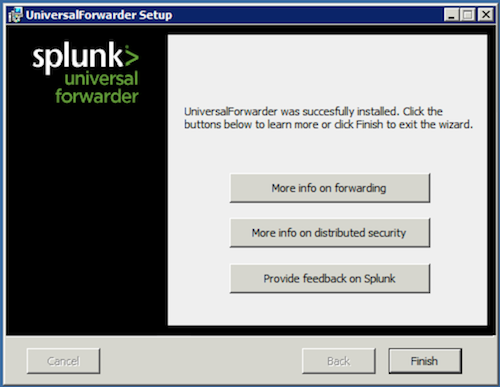 UniversalForwarder Setup
splunk>
universal
forwarder
UniversalForwarder was succesfully installed. Click the
buttons below to learn more or click Finish to exit the wizard.
More info on forwarding
More info on distributed security
Provide feedback on Splunk
Cancel
Back
Finish